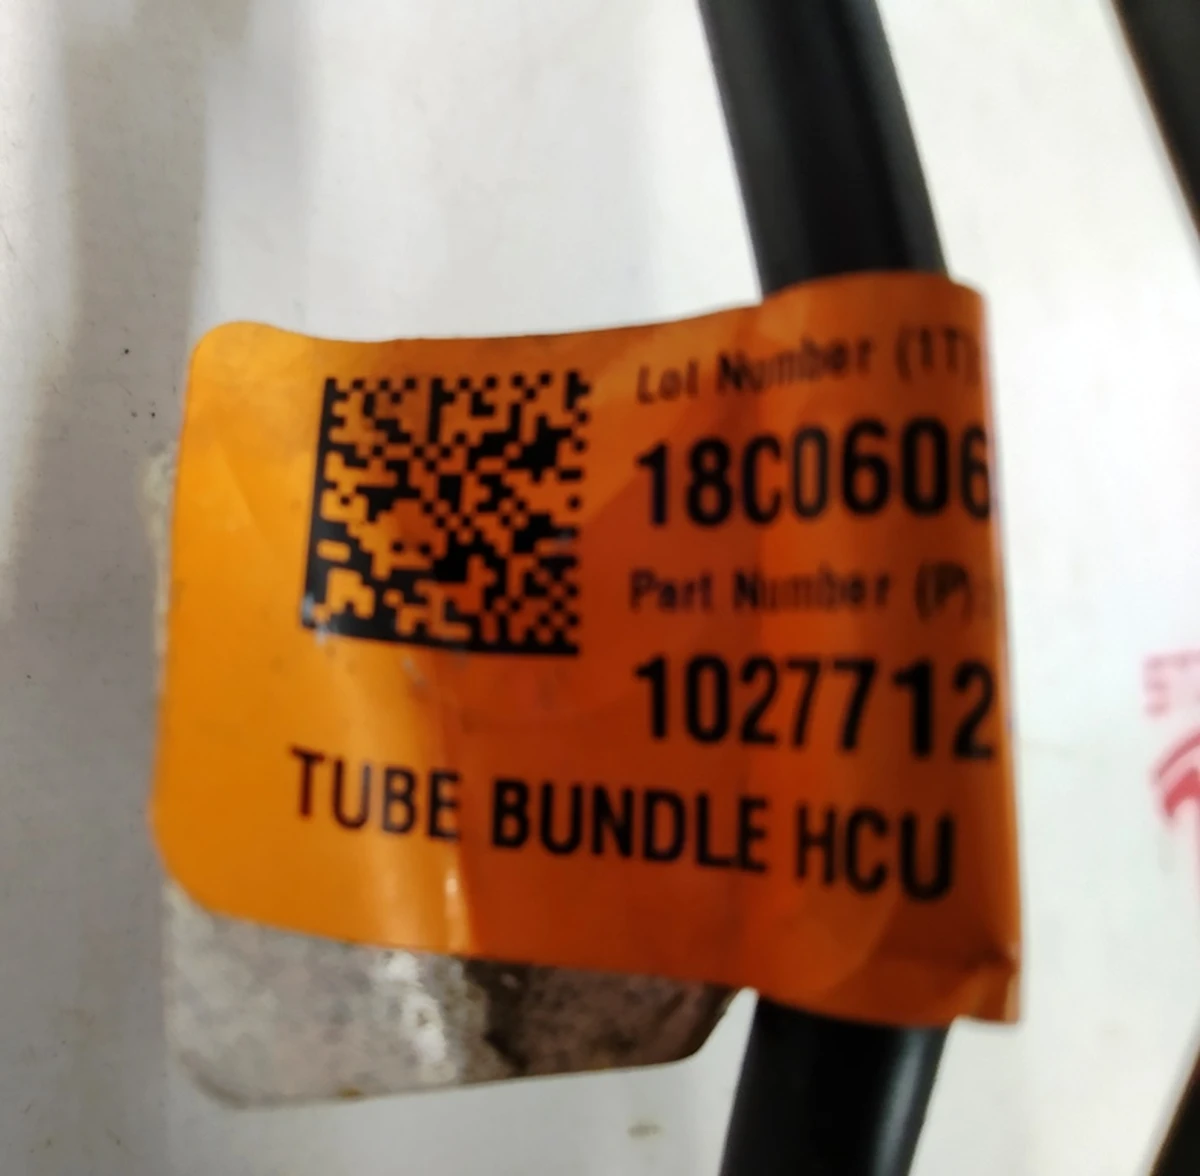 Lot Number (1T)
18C0606
Part Number (P):
1027712
TUBE BUNDLE HCU